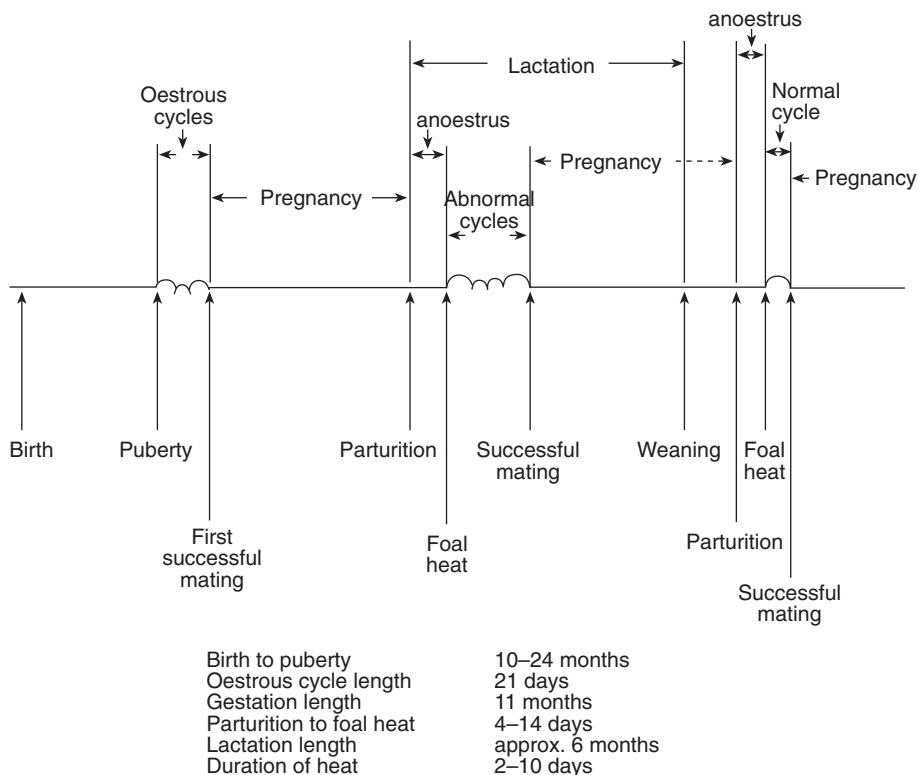 anoestrus
Lactation
Oestrous
cycles
Normal
cycle
anoestrus
Pregnancy
Pregnancy
Pregnancy
Abnormal
cycles
Birth
Puberty
Parturition
Successful
mating
Weaning
Foal
heat
First
successful
mating
Foal
heat
Parturition
Successful
mating
Birth to puberty 10–24 months
Oestrous cycle length 21 days
Gestation length 11 months
Parturition to foal heat 4–14 days
Lactation length approx. 6 months
Duration of heat 2–10 days